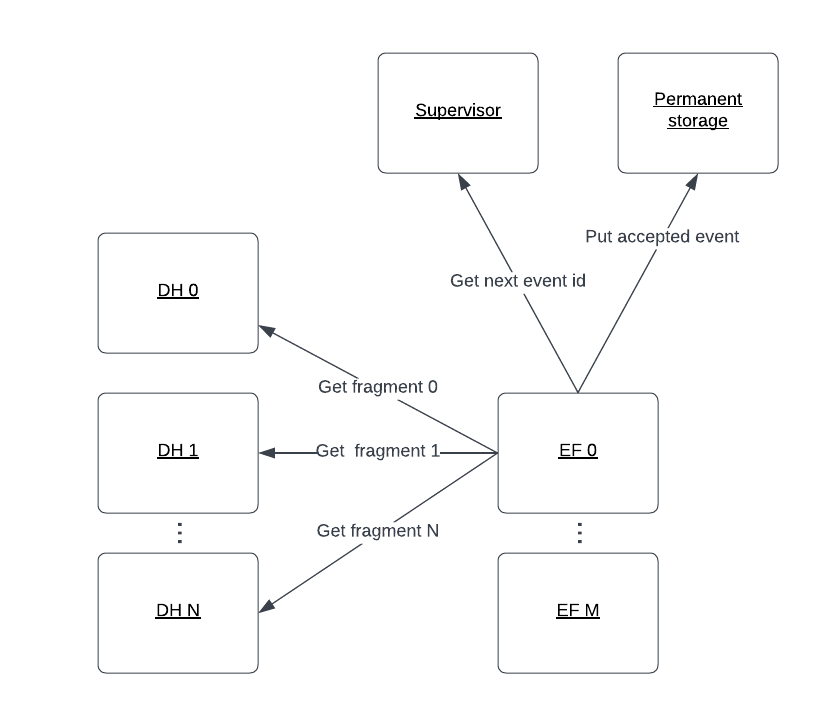 Supervisor
Permanent
storage
Put accepted event
Get next event id
DH 0
Get fragment 0
DH 1
Get  fragment 1
EF 0
Get fragment N
DH N
EF M